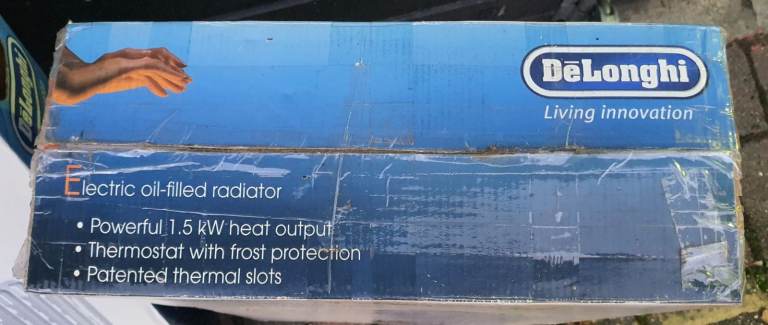 DēLonghi
Living innovation
Electric oil-filled radiator
• Powerful 1.5 kW heat output
• Thermostat with frost protection
• Patented thermal slots
DeLonghi